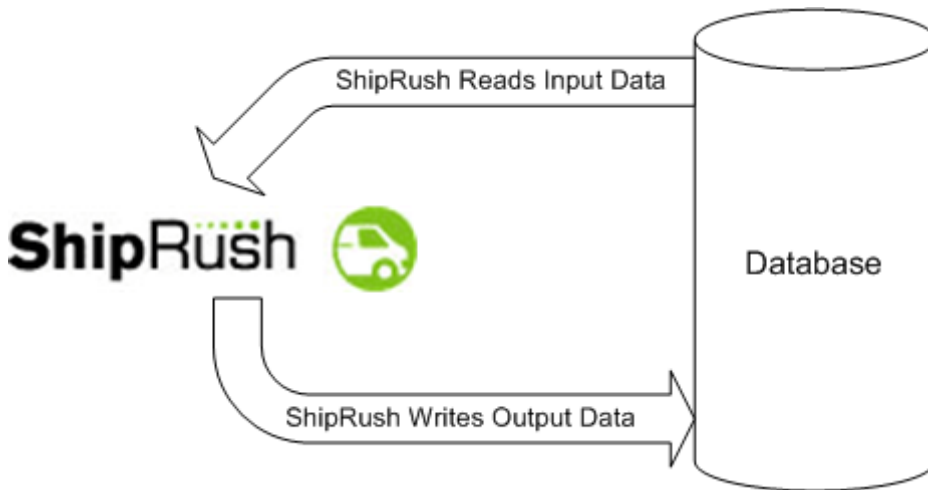 ShipRush Reads Input Data
ShipRush
Database
ShipRush Writes Output Data